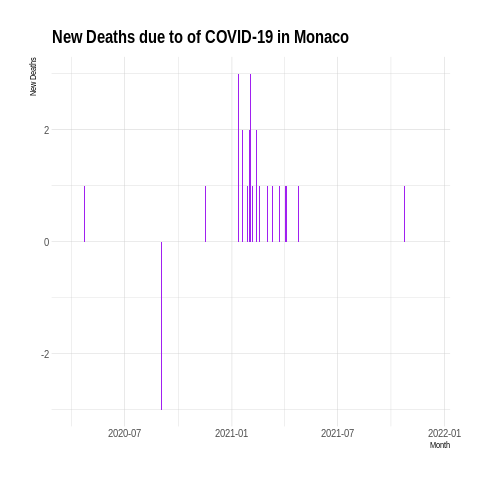 New Deaths due to of COVID-19 in Monaco
New Deaths
2
0
-2
2020-07 2021-01 2021-07 2022-01
Month